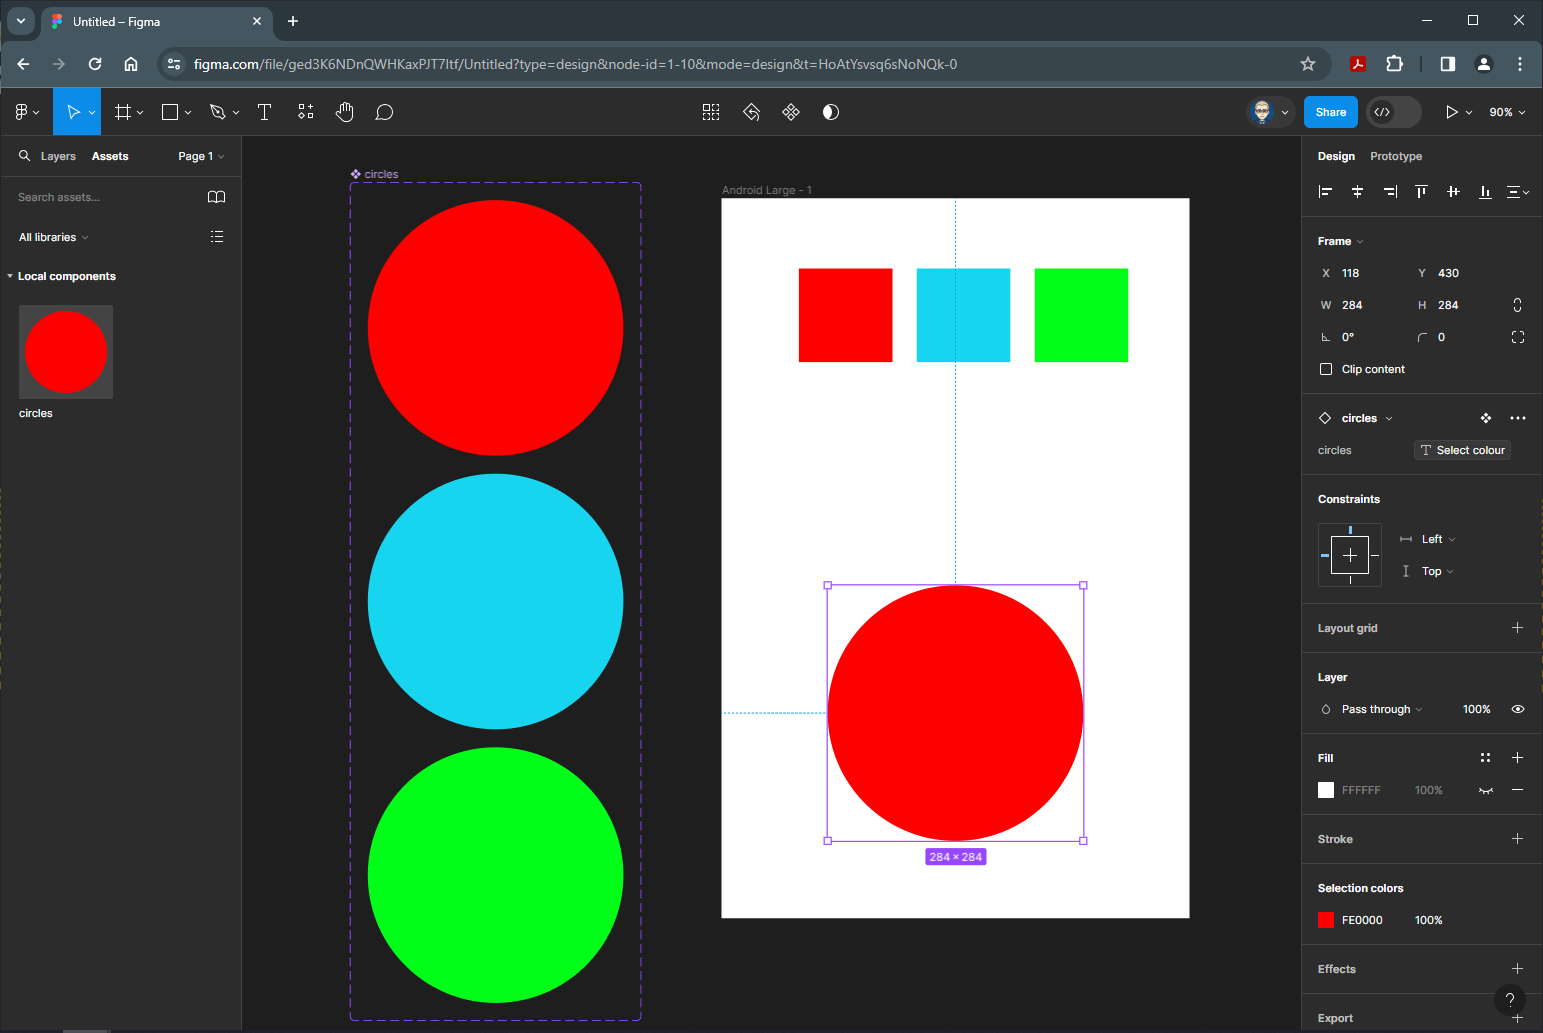 Untitled – Figma
figma.com/file/ged3K6NDnQWHKaxPJT7ltf/Untitled?type=design&node-id=1-10&mode=design&t=HoAtYsvsq6sNoNQk-0
Share
90%
Layers Assets Page 1
Search assets...
All libraries
Local components
circles
circles
Android Large - 1
284 × 284
Design Prototype
Frame
X 118 Y 430
W 284 H 284
0° 0
Clip content
circles
circles Select colour
Constraints
Left
Top
Layout grid
Layer
Pass through 100%
Fill
FFFFFF 100%
Stroke
Selection colors
FE0000 100%
Effects
?
Export